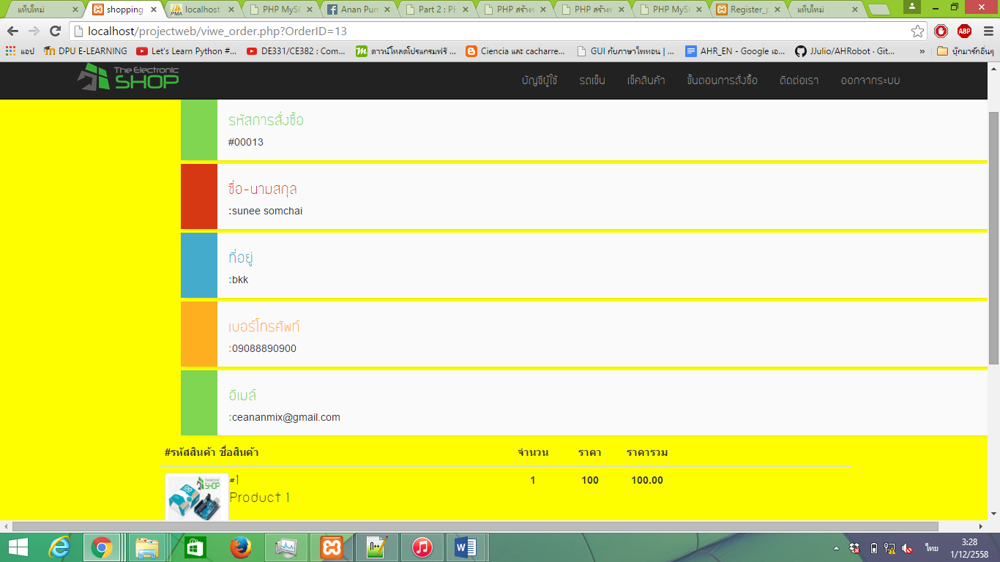 แท็บใหม่
shopping
localhost
PHP MyS
Anan Pun
Part 2 : P
PHP สร้าง
PHP สร้าง
PHP MyS
Register_
แท็บใหม่
localhost/projectweb/viwe_order.php?OrderID=13
ABP
แอป
DPU E-LEARNING
Let's Learn Python #...
DE331/CE382 : Com...
ดาวน์โหลดโปรแกรมฟรี ...
Ciencia และ cacharre...
GUI กับภาษาไพทอน | ...
AHR_EN - Google เอ...
JJulio/AHRobot · Git...
»
บุ๊กมาร์กอื่นๆ
The Electronic
SHOP
บัญชีผู้ใช้
รถเข็น
เช็คสินค้า
ขั้นตอนการสั่งซื้อ
ติดต่อเรา
ออกจากระบบ
รหัสการสั่งซื้อ
#00013
ชื่อ-นามสกุล
:sunee somchai
ที่อยู่
:bkk
เบอร์โทรศัพท์
:09088890900
อีเมล์
:ceananmix@gmail.com
#รหัสสินค้า ชื่อสินค้า จำนวน ราคา ราคารวม
#1 1 100 100.00
Product 1
SHOP
ไทย
3:28
1/12/2558